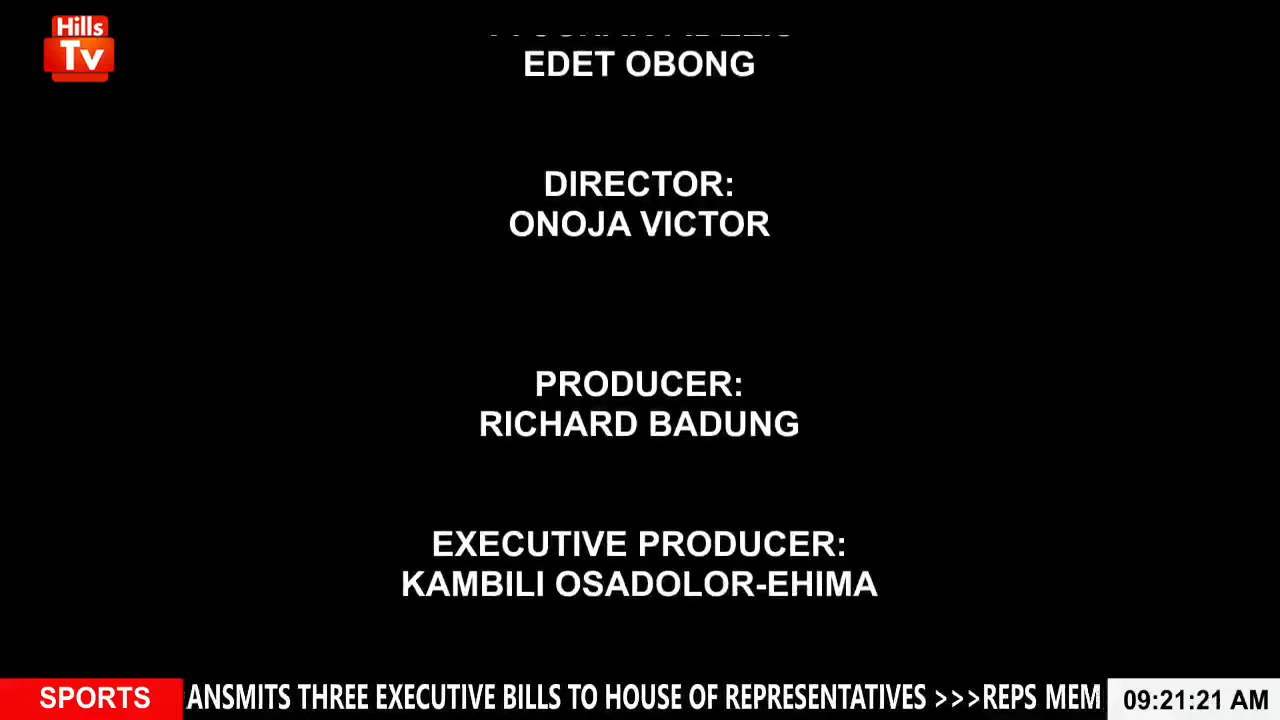 Hills
Tv
EDET OBONG
DIRECTOR:
ONOJA VICTOR
PRODUCER:
RICHARD BADUNG
EXECUTIVE PRODUCER:
KAMBILI OSADOLOR-EHIMA
SPORTS
ANSMITS THREE EXECUTIVE BILLS TO HOUSE OF REPRESENTATIVES >>>REPS MEM
09:21:21 AM